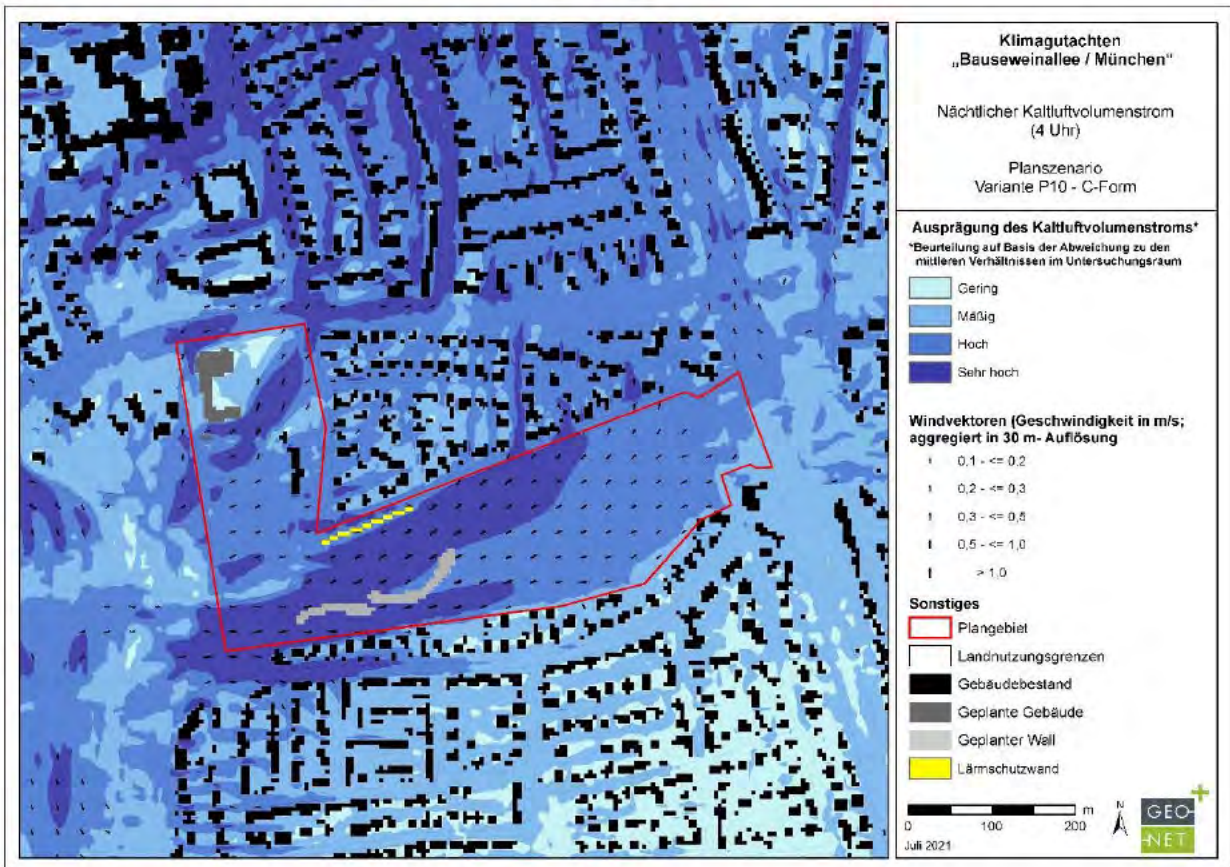 Klimagutachten
„Bauseweinallee / München"
Nächtlicher Kaltluftvolumenstrom
(4 Uhr)
Planszenario
Variante P10 - C-Form
Ausprägung des Kaltluftvolumenstroms*
*Beurteilung auf Basis der Abweichung zu den
mittleren Verhältnissen im Untersuchungsraum
Gering
Mäßig
Hoch
Sehr hoch
Windvektoren (Geschwindigkeit in m/s;
aggregiert in 30 m- Auflösung
0,1 - <= 0,2
0,2 - <= 0,3
0,3 - <= 0,5
0,5 - <= 1,0
> 1,0
Sonstiges
Plangebiet
Landnutzungsgrenzen
Gebäudebestand
Geplante Gebäude
Geplanter Wall
Lärmschutzwand
m
0 100 200
N
Juli 2021
GEO-
NET